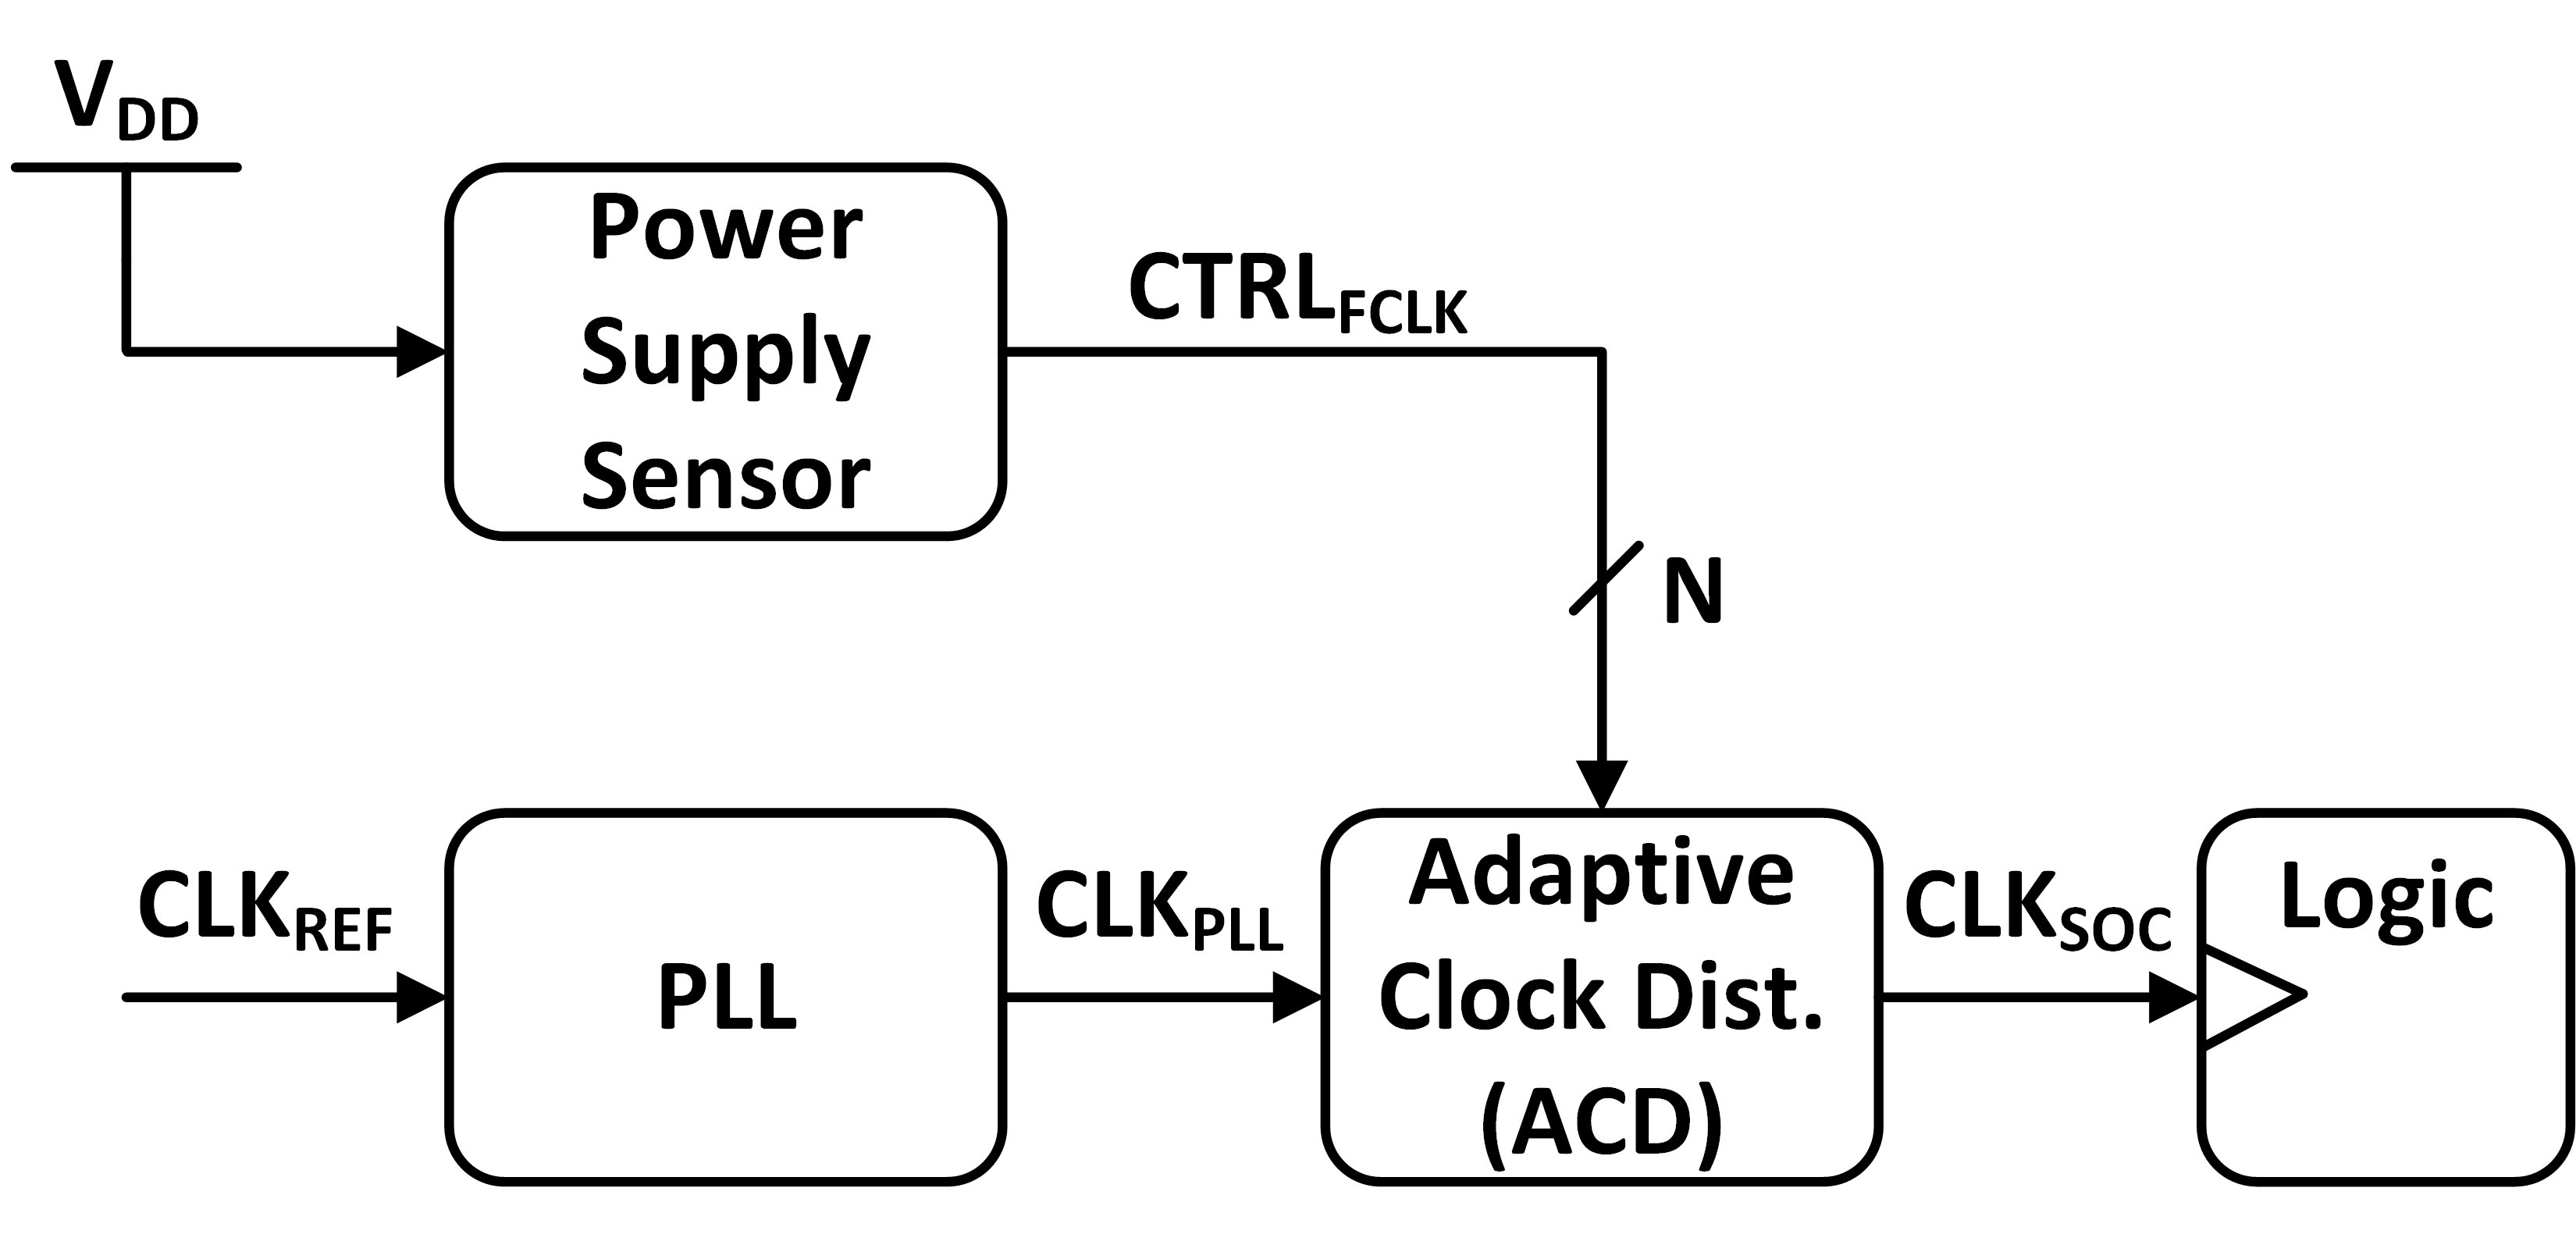 VDD
Power
Supply
Sensor
CTRLFCLK
N
CLKREF
PLL
CLKPLL
Adaptive
Clock Dist.
(ACD)
CLKSOC
Logic